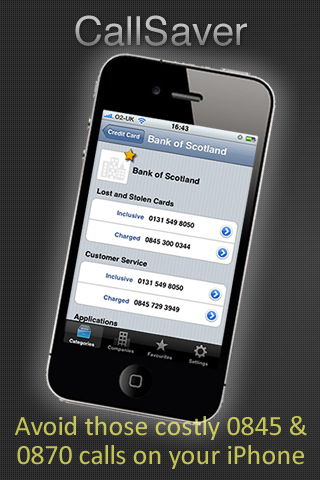 CallSaver
O2-UK
16:43
Credit Card
Bank of Scotland
Bank of Scotland
Lost and Stolen Cards
Inclusive 0131 549 8050
Charged 0845 300 0344
Customer Service
Inclusive 0131 549 8050
Charged 0845 729 3949
Applications
Categories Companies Favourites Settings
Avoid those costly 0845 &
0870 calls on your iPhone